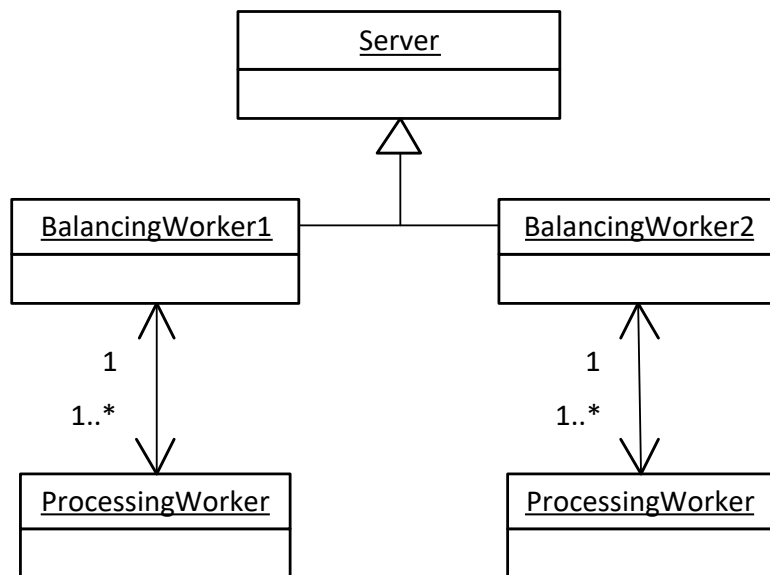 Server
BalancingWorker1
BalancingWorker2
1
1
1..*
1..*
ProcessingWorker
ProcessingWorker